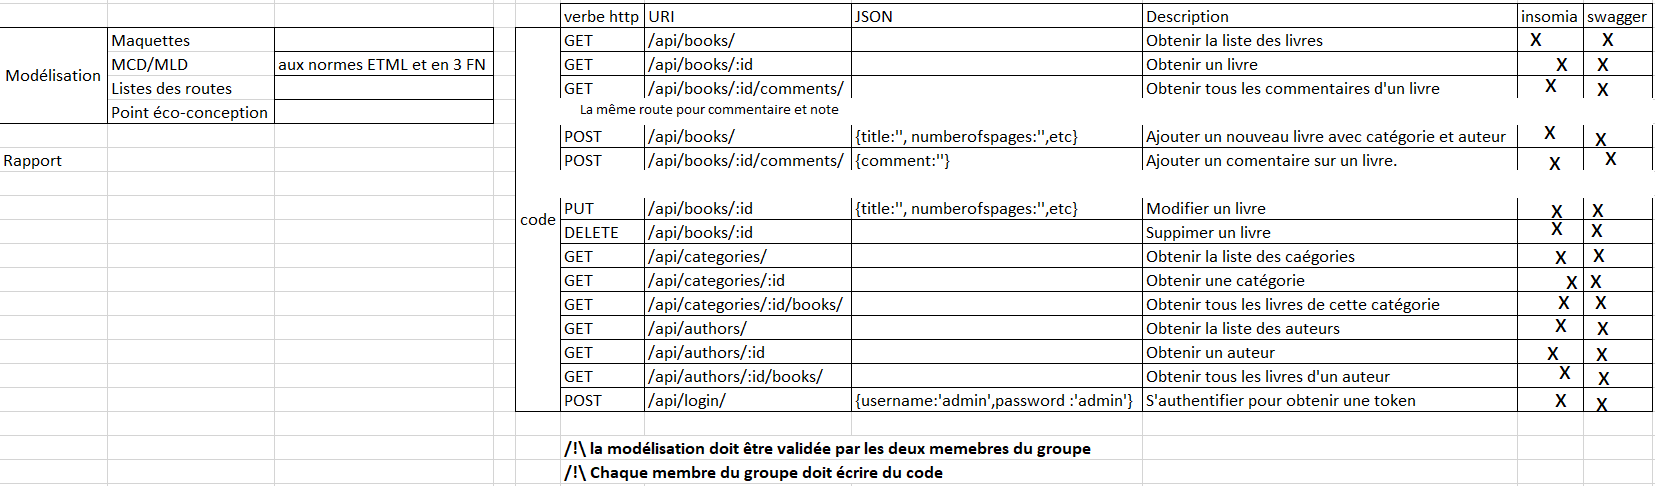 verbe http URI JSON Description insomia swagger
Maquettes GET /api/books/ Obtenir la liste des livres X X
Modélisation MCD/MLD aux normes ETML et en 3 FN GET /api/books/:id Obtenir un livre X X
Listes des routes GET /api/books/:id/comments/ Obtenir tous les commentaires d'un livre X X
Point éco-conception La même route pour commentaire et note
POST /api/books/ {title:'', numberofspages:'',etc} Ajouter un nouveau livre avec catégorie et auteur X X
Rapport POST /api/books/:id/comments/ {comment:''} Ajouter un comentaire sur un livre. X X
code PUT /api/books/:id {title:'', numberofspages:'',etc} Modifier un livre X X
DELETE /api/books/:id Suppimer un livre X X
GET /api/categories/ Obtenir la liste des caégories X X
GET /api/categories/:id Obtenir une catégorie X X
GET /api/categories/:id/books/ Obtenir tous les livres de cette catégorie X X
GET /api/authors/ Obtenir la liste des auteurs X X
GET /api/authors/:id Obtenir un auteur X X
GET /api/authors/:id/books/ Obtenir tous les livres d'un auteur X X
POST /api/login/ {username:'admin',password :'admin'} S'authentifier pour obtenir une token X X
/!\ la modélisation doit être validée par les deux memebres du groupe
/!\ Chaque membre du groupe doit écrire du code